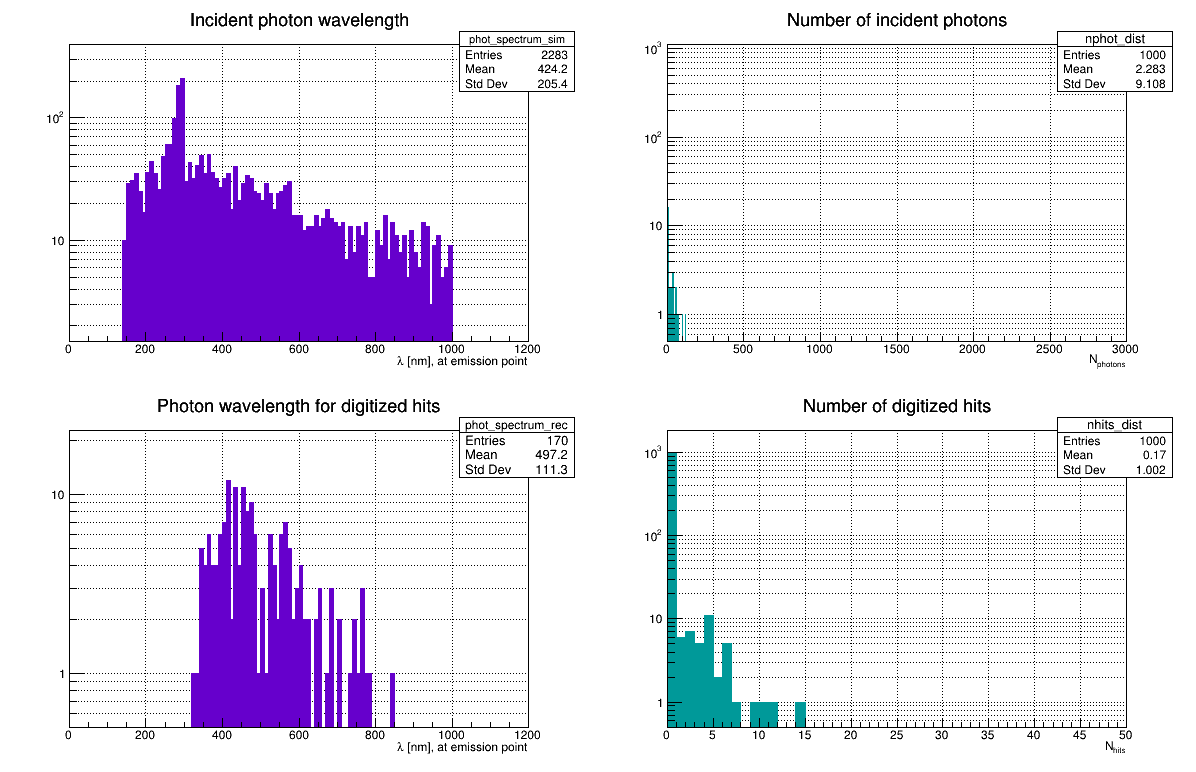 Incident photon wavelength
phot_spectrum_sim
Entries 2283
Mean 424.2
Std Dev 205.4
10²
10
0 200 400 600 800 1000 1200
λ [nm], at emission point
Number of incident photons
nphot_dist
Entries 1000
Mean 2.283
Std Dev 9.108
10³
10²
10
1
0 500 1000 1500 2000 2500 3000
N_photons
Photon wavelength for digitized hits
phot_spectrum_rec
Entries 170
Mean 497.2
Std Dev 111.3
10
1
0 200 400 600 800 1000 1200
λ [nm], at emission point
Number of digitized hits
nhits_dist
Entries 1000
Mean 0.17
Std Dev 1.002
10³
10²
10
1
0 5 10 15 20 25 30 35 40 45 50
N_hits